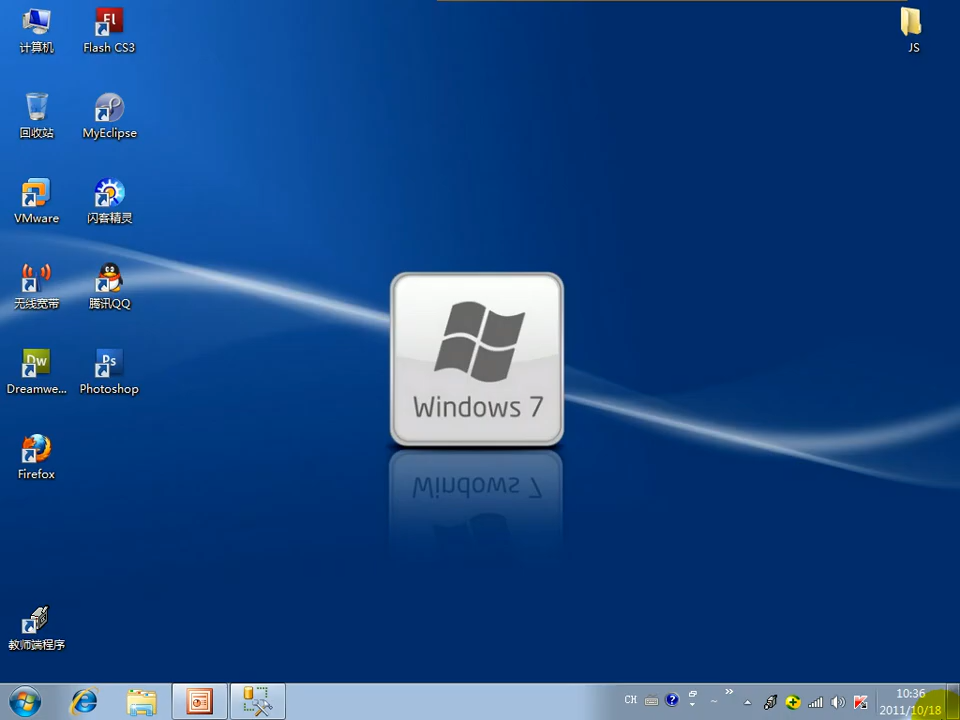 计算机
Flash CS3
JS
回收站
MyEclipse
VMware
闪客精灵
无线宽带
腾讯QQ
Dreamwe...
Photoshop
Firefox
Windows 7
教师端程序
CH
10:36
2011/10/18